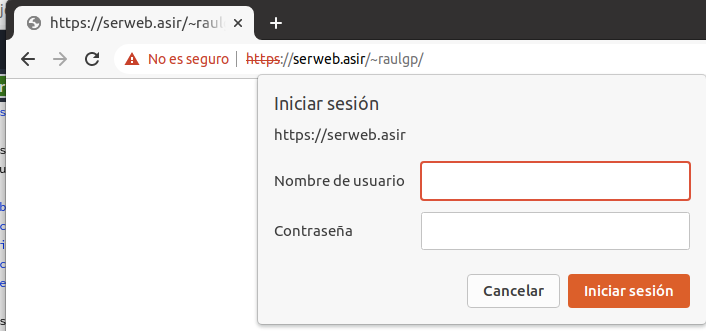 https://serweb.asir/~raulg
No es seguro
https://serweb.asir/~raulgp/
Iniciar sesión
https://serweb.asir
Nombre de usuario
Contraseña
Cancelar
Iniciar sesión